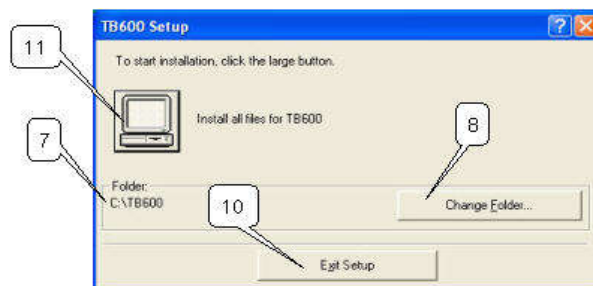 TB600 Setup
11
To start installation, click the large button.
Install all files for TB600
7
8
Folder:
C:\TB600
10
Change Folder...
Exit Setup